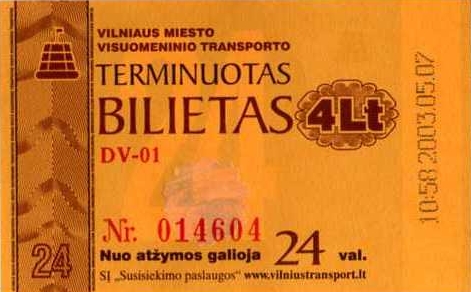 VILNIAUS MIESTO
VISUOMENINIO TRANSPORTO
TERMINUOTAS
BILIETAS 4Lt
DV-01
Nr. 014604
24
Nuo atžymos galioja 24 val.
SĮ „Susisiekimo paslaugos" www.vilniustransport.lt
10:58 2003.05.07